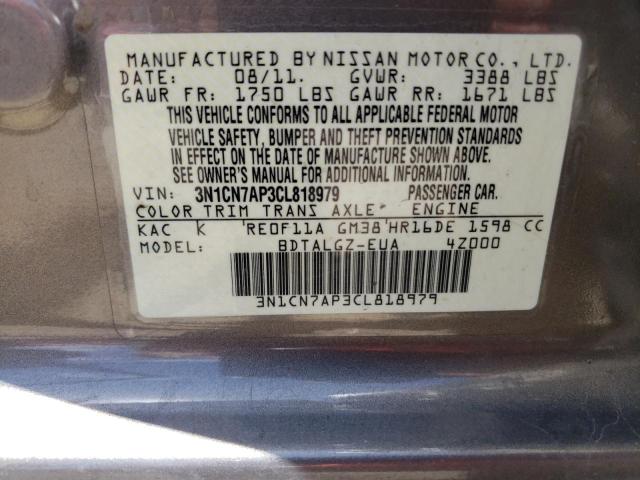 MANUFACTURED BY NISSAN MOTOR CO., LTD.
DATE: 08/11. GVWR: 3388 LBS
GAWR FR: 1750 LBS GAWR RR: 1671 LBS
THIS VEHICLE CONFORMS TO ALL APPLICABLE FEDERAL MOTOR
VEHICLE SAFETY, BUMPER AND THEFT PREVENTION STANDARDS
IN EFFECT ON THE DATE OF MANUFACTURE SHOWN ABOVE.
SEE OWNER'S MANUAL FOR ADDITIONAL INFORMATION.
VIN: 3N1CN7AP3CL818979 PASSENGER CAR.
COLOR TRIM TRANS AXLE ENGINE
KAC K RE0F11A GM38 HR16DE 1598 CC
MODEL: BDTALGZ-EUA 4Z000
3N1CN7AP3CL818979